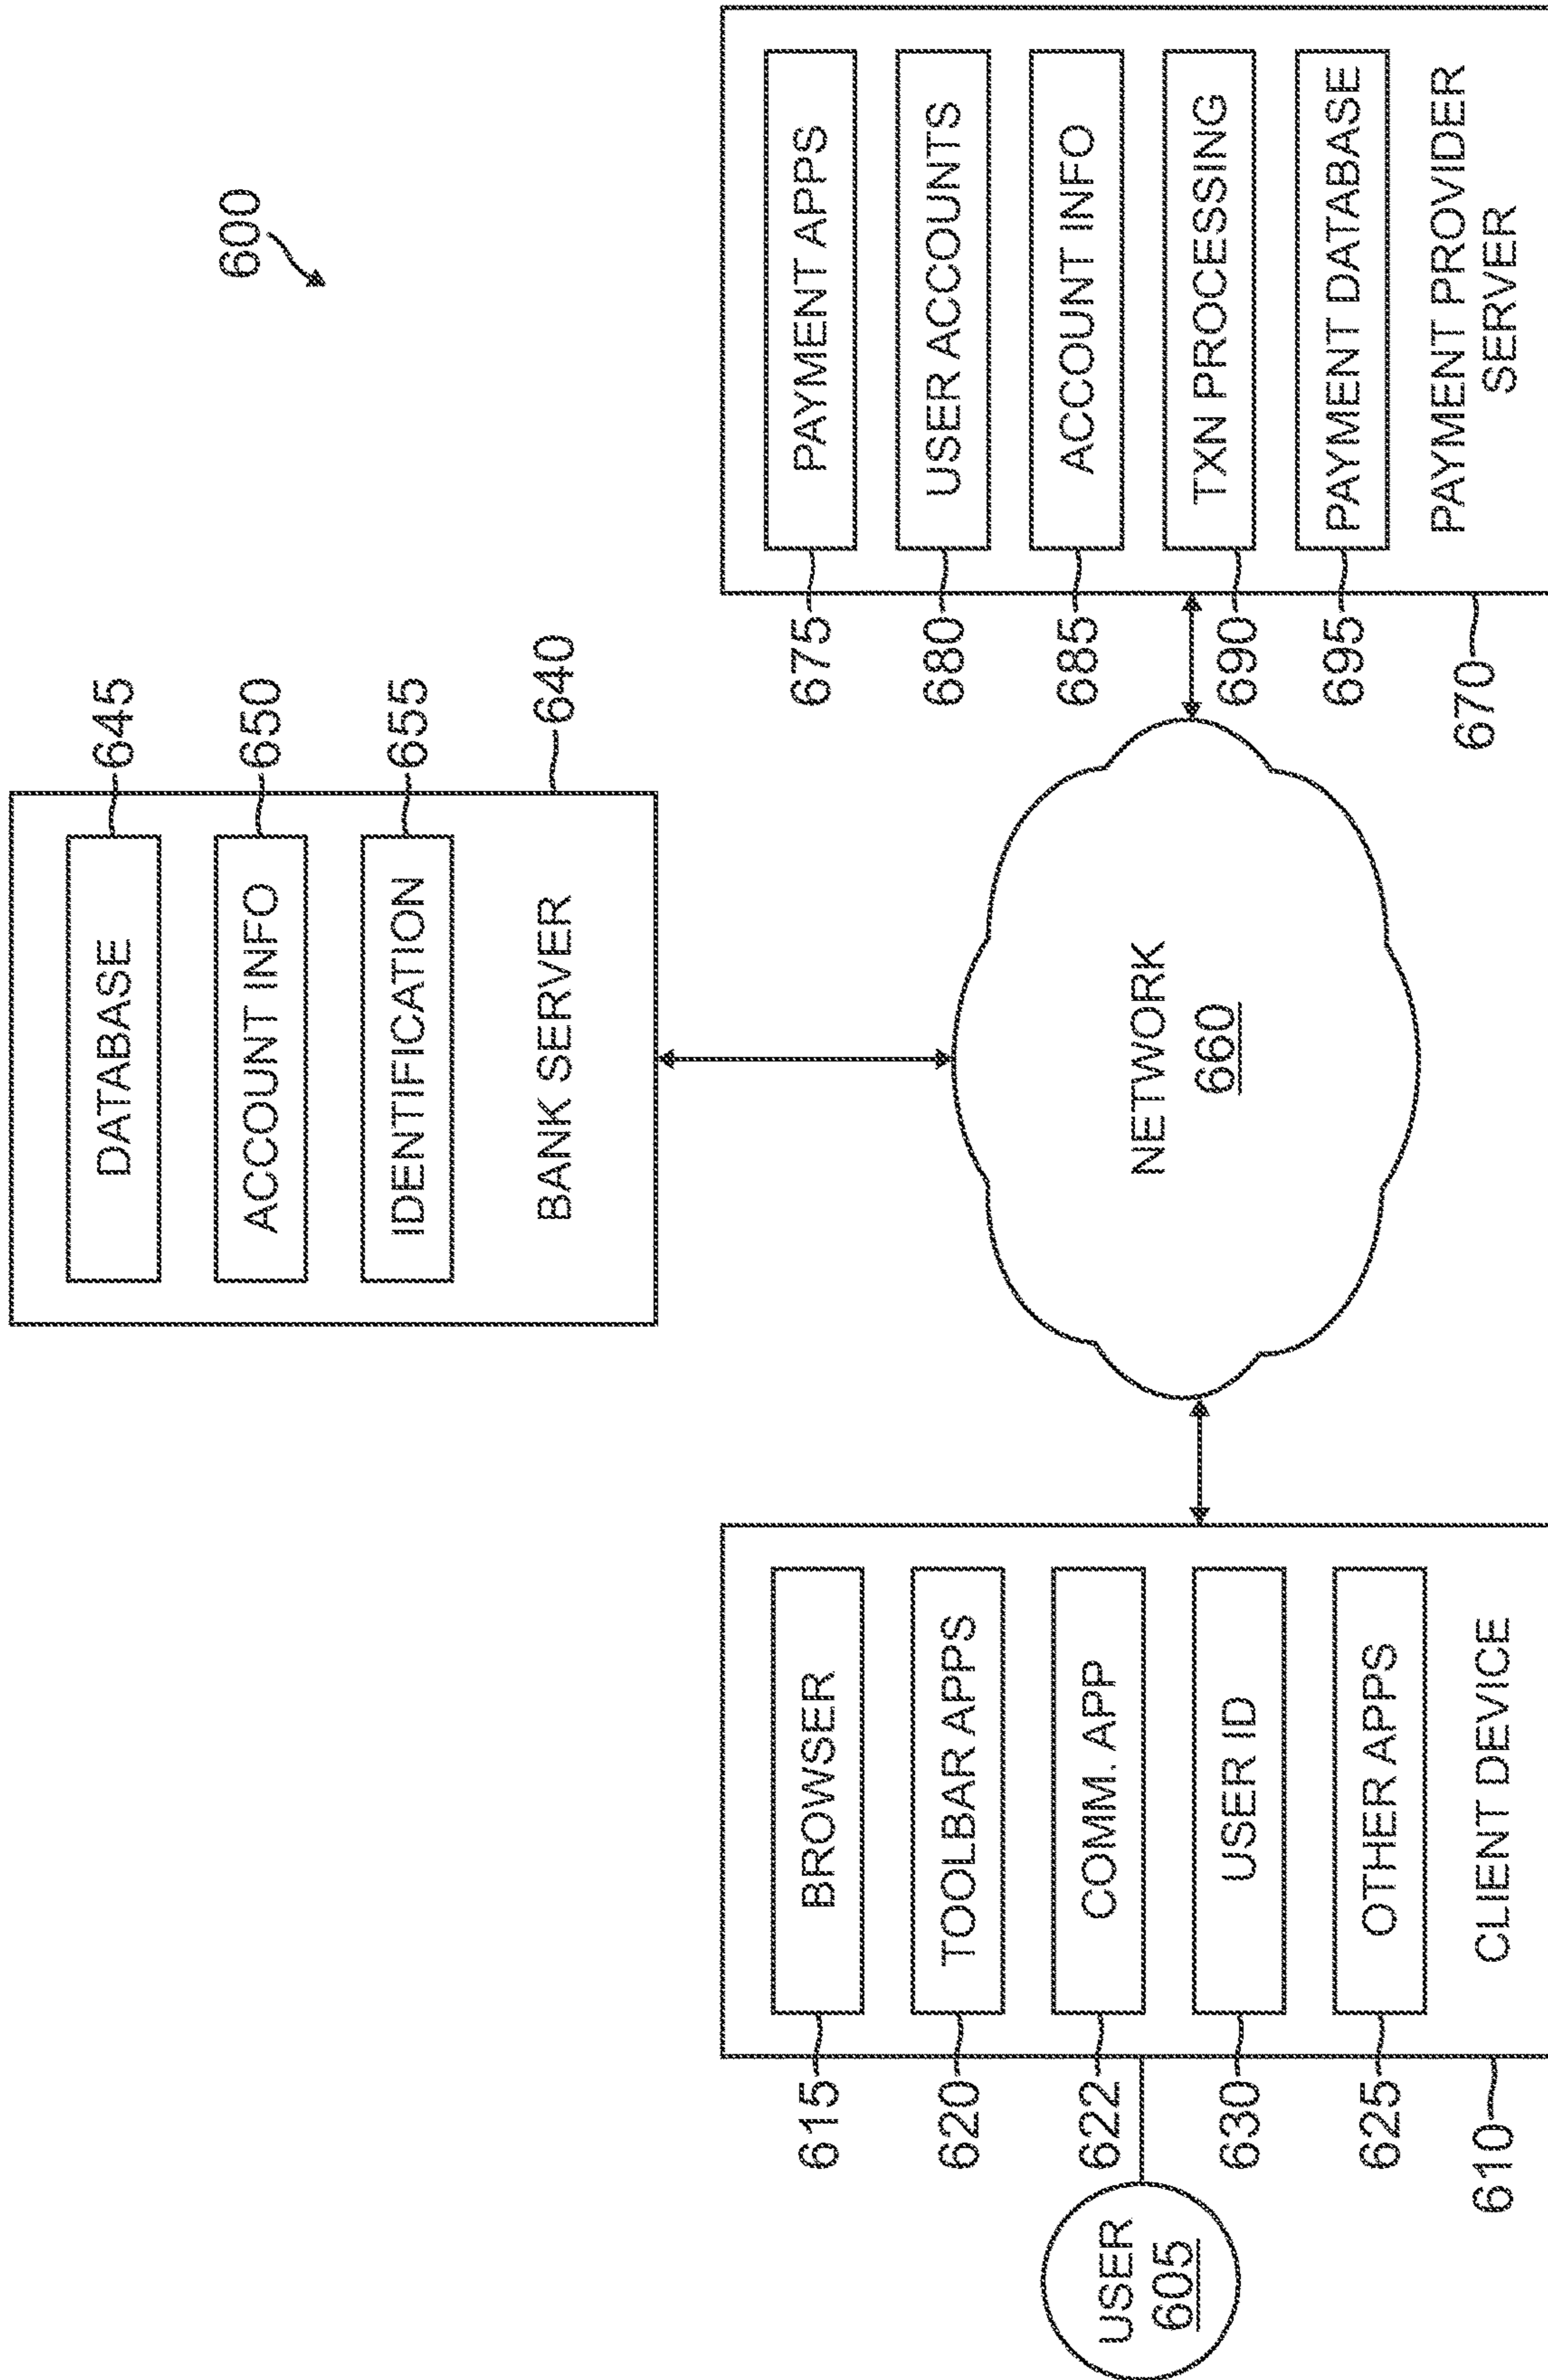 600
645
DATABASE
650
ACCOUNT INFO
655
IDENTIFICATION
640
BANK SERVER
USER
605
615
BROWSER
620
TOOLBAR APPS
622
COMM. APP
630
USER ID
625
OTHER APPS
610
CLIENT DEVICE
NETWORK
660
675
PAYMENT APPS
680
USER ACCOUNTS
685
ACCOUNT INFO
690
TXN PROCESSING
695
PAYMENT DATABASE
670
PAYMENT PROVIDER
SERVER